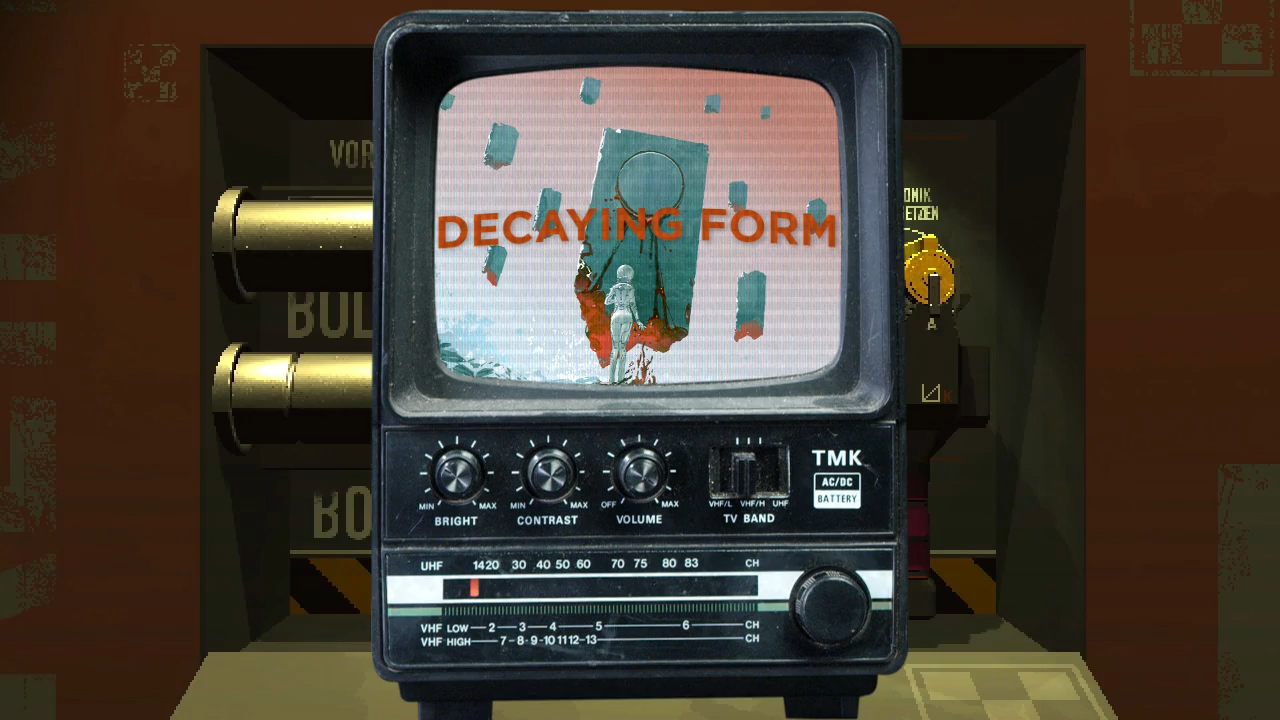 DECAYING FORM
BRIGHT
MIN MAX
CONTRAST
MIN MAX
VOLUME
OFF MAX
VHF/L VHF/H UHF
TV BAND
TMK
AC/DC
BATTERY
UHF 14 20 30 40 50 60 70 75 80 83 CH
VHF LOW 2 3 4 5 6 CH
VHF HIGH 7-8-9-10 11 12-13 CH
A